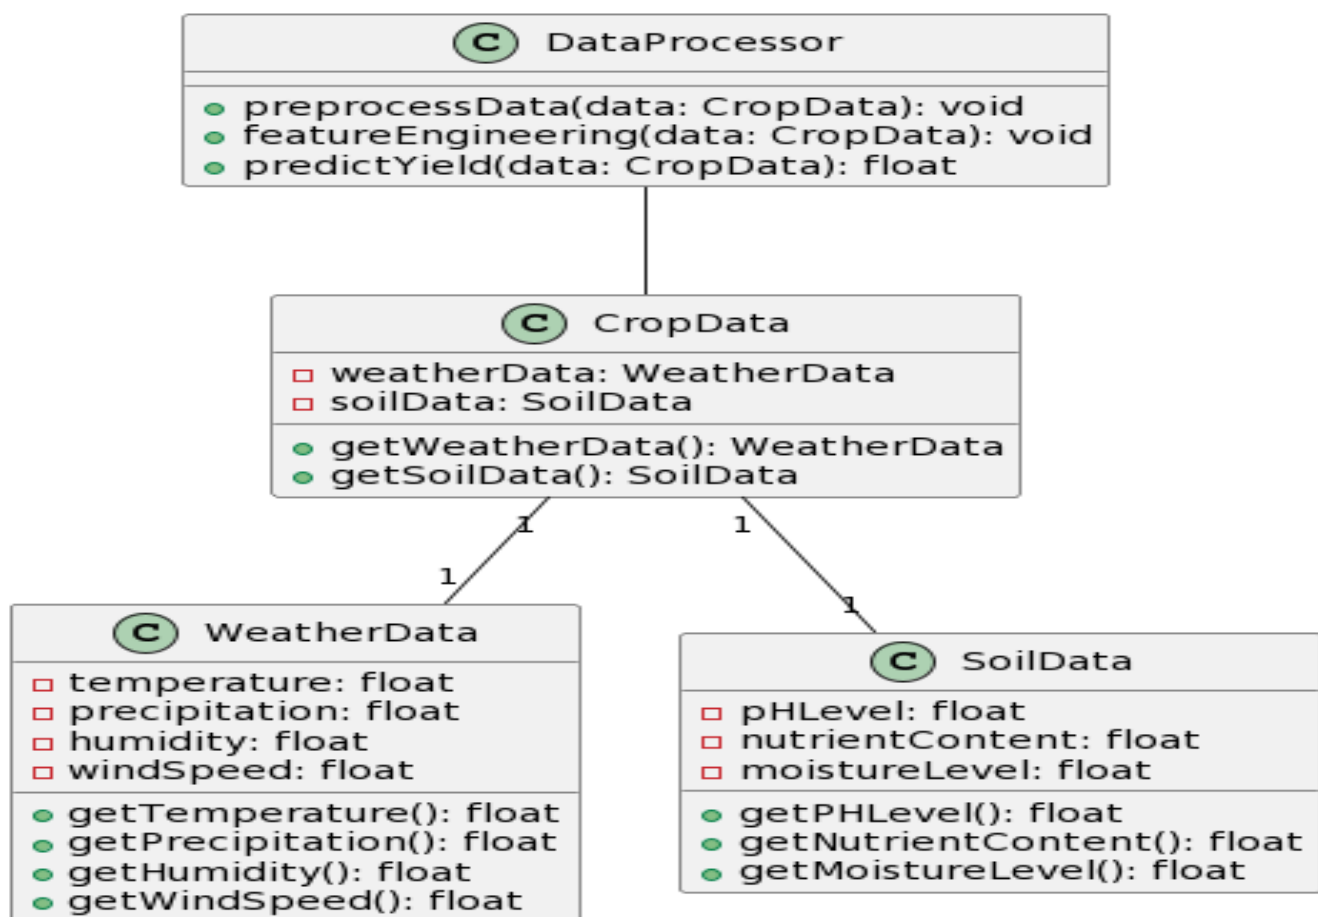 C DataProcessor
preprocessData(data: CropData): void
featureEngineering(data: CropData): void
predictYield(data: CropData): float
C CropData
weatherData: WeatherData
soilData: SoilData
getWeatherData(): WeatherData
getSoilData(): SoilData
1
1
1
1
C WeatherData
temperature: float
precipitation: float
humidity: float
windSpeed: float
getTemperature(): float
getPrecipitation(): float
getHumidity(): float
getWindSpeed(): float
C SoilData
pHLevel: float
nutrientContent: float
moistureLevel: float
getPHLevel(): float
getNutrientContent(): float
getMoistureLevel(): float